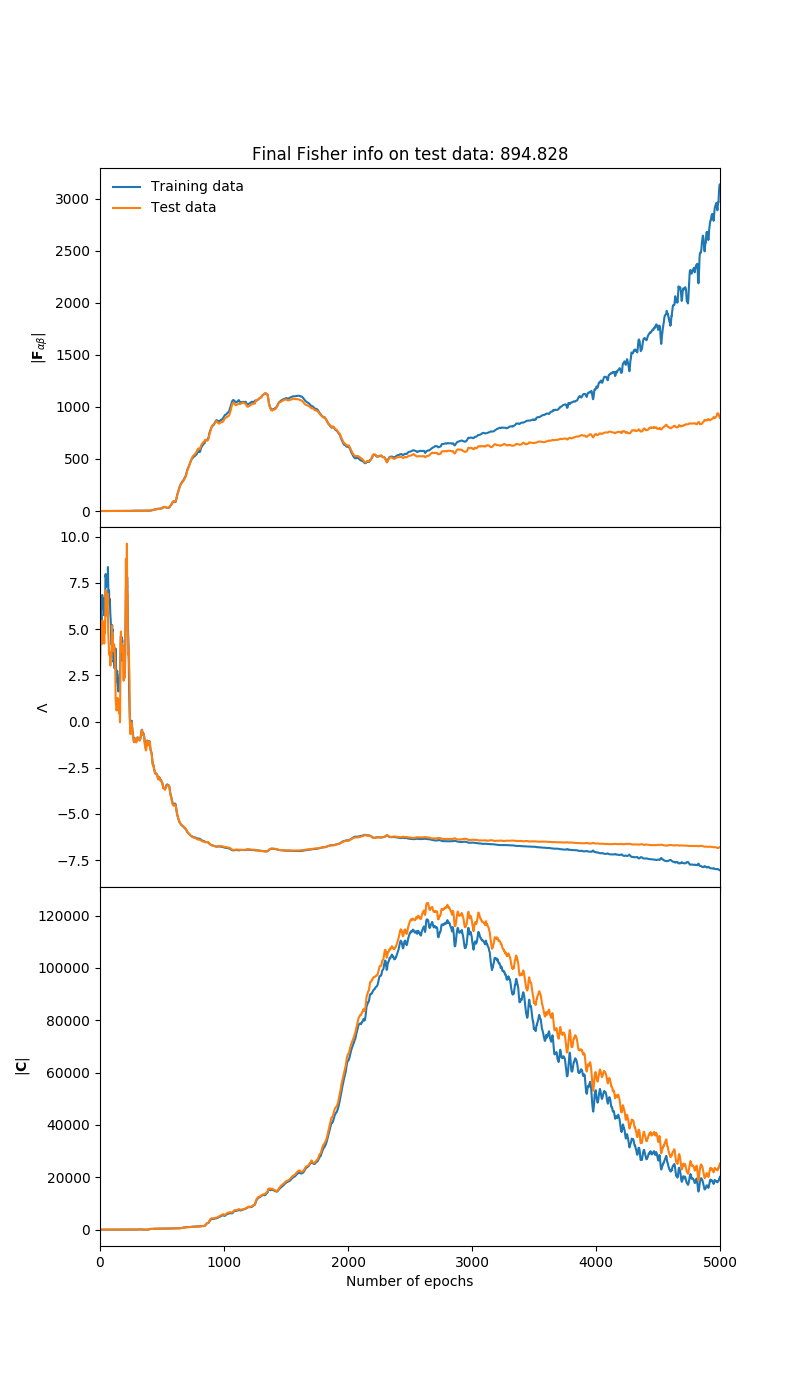 Final Fisher info on test data: 894.828
Training data
Test data
3000
2500
2000
1500
1000
500
0
|F_{αβ}|
10.0
7.5
5.0
2.5
0.0
−2.5
−5.0
−7.5
Λ
120000
100000
80000
60000
40000
20000
0
|C|
0 1000 2000 3000 4000 5000
Number of epochs